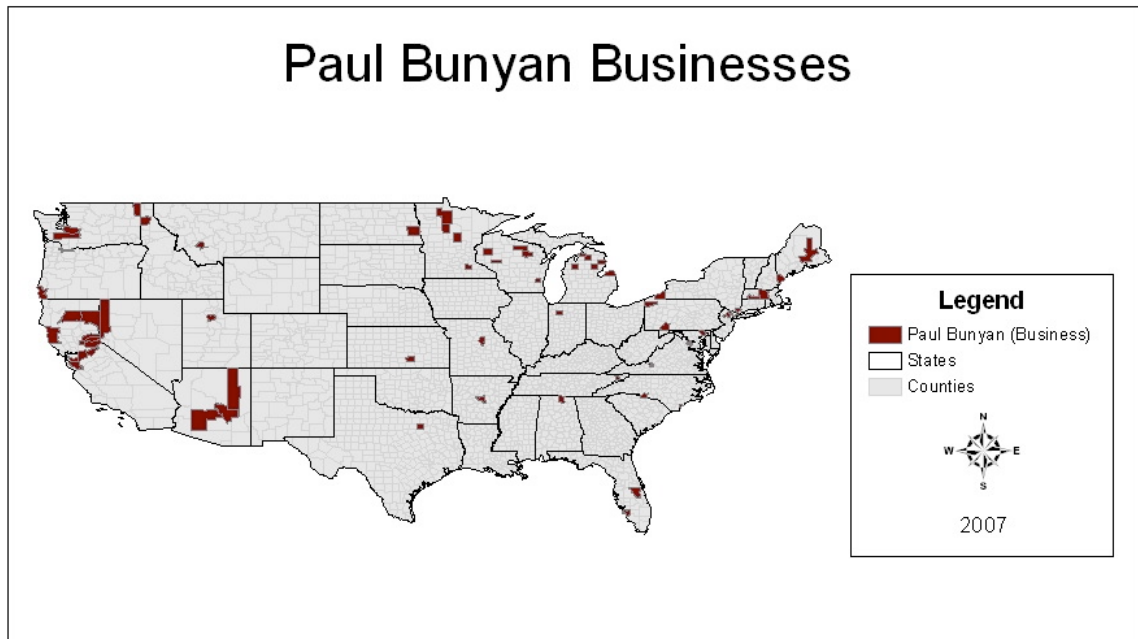 Paul Bunyan Businesses
Legend
Paul Bunyan (Business)
States
Counties
N
W E
S
2007